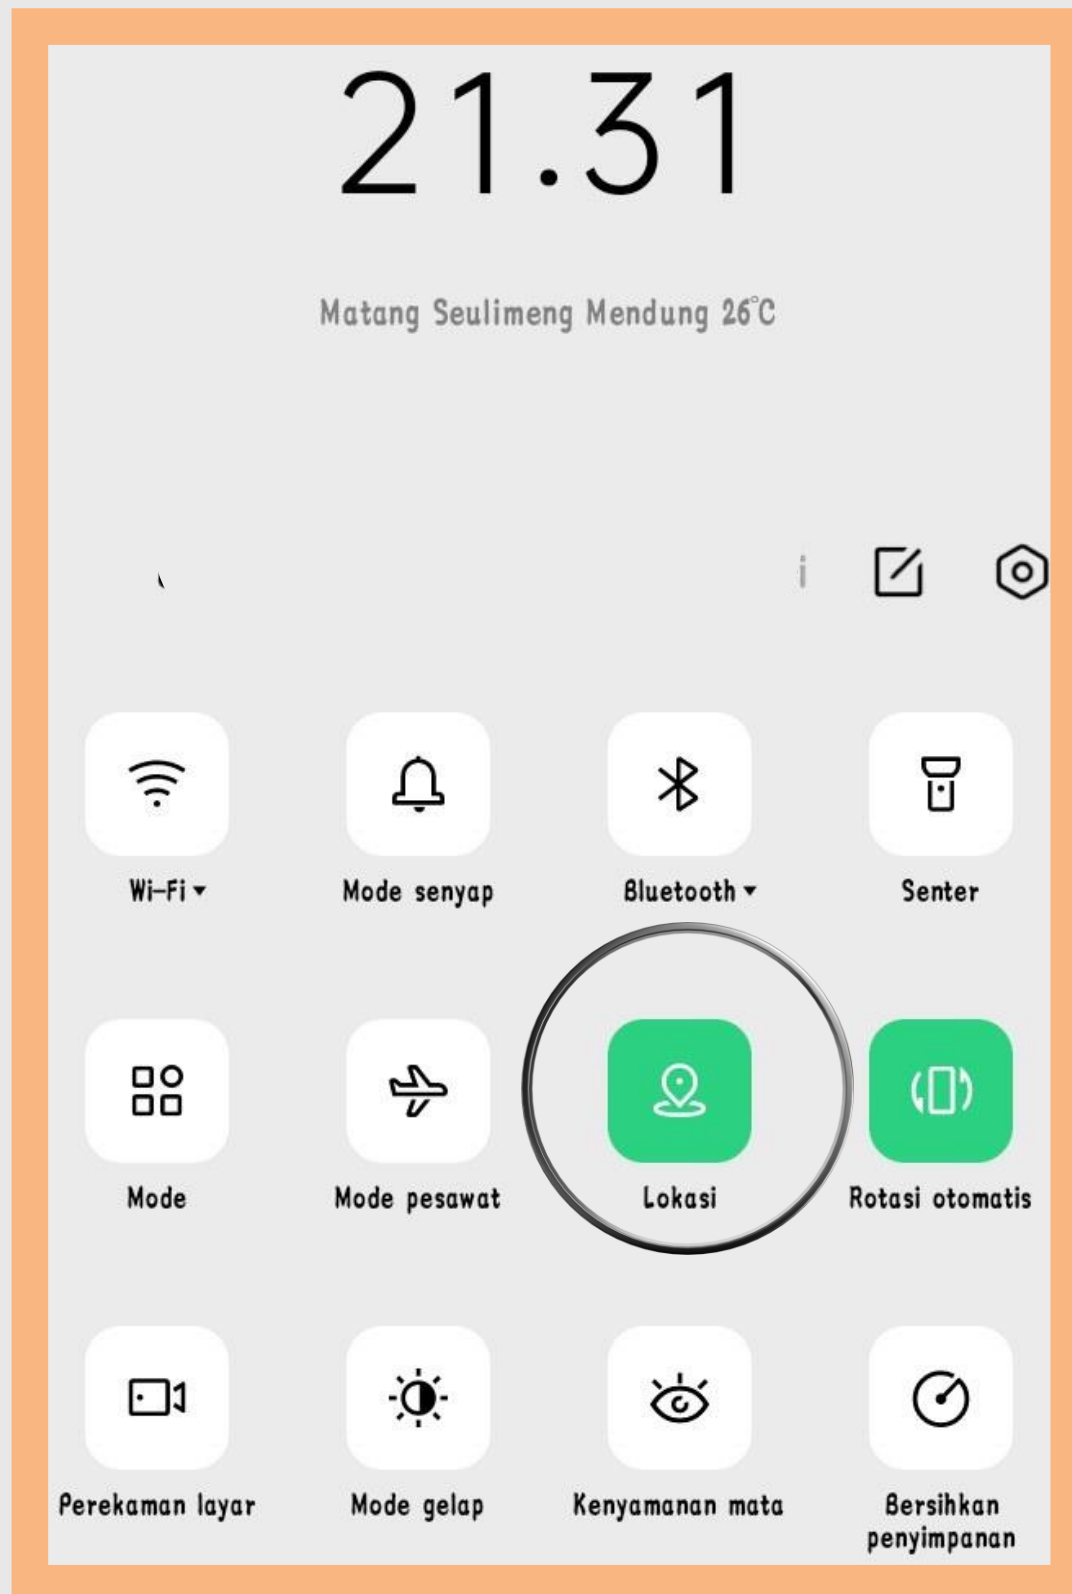 21.31
Matang Seulimeng Mendung 26°C
Wi-Fi
Mode senyap
Bluetooth
Senter
Mode
Mode pesawat
Lokasi
Rotasi otomatis
Perekaman layar
Mode gelap
Kenyamanan mata
Bersihkan
penyimpanan